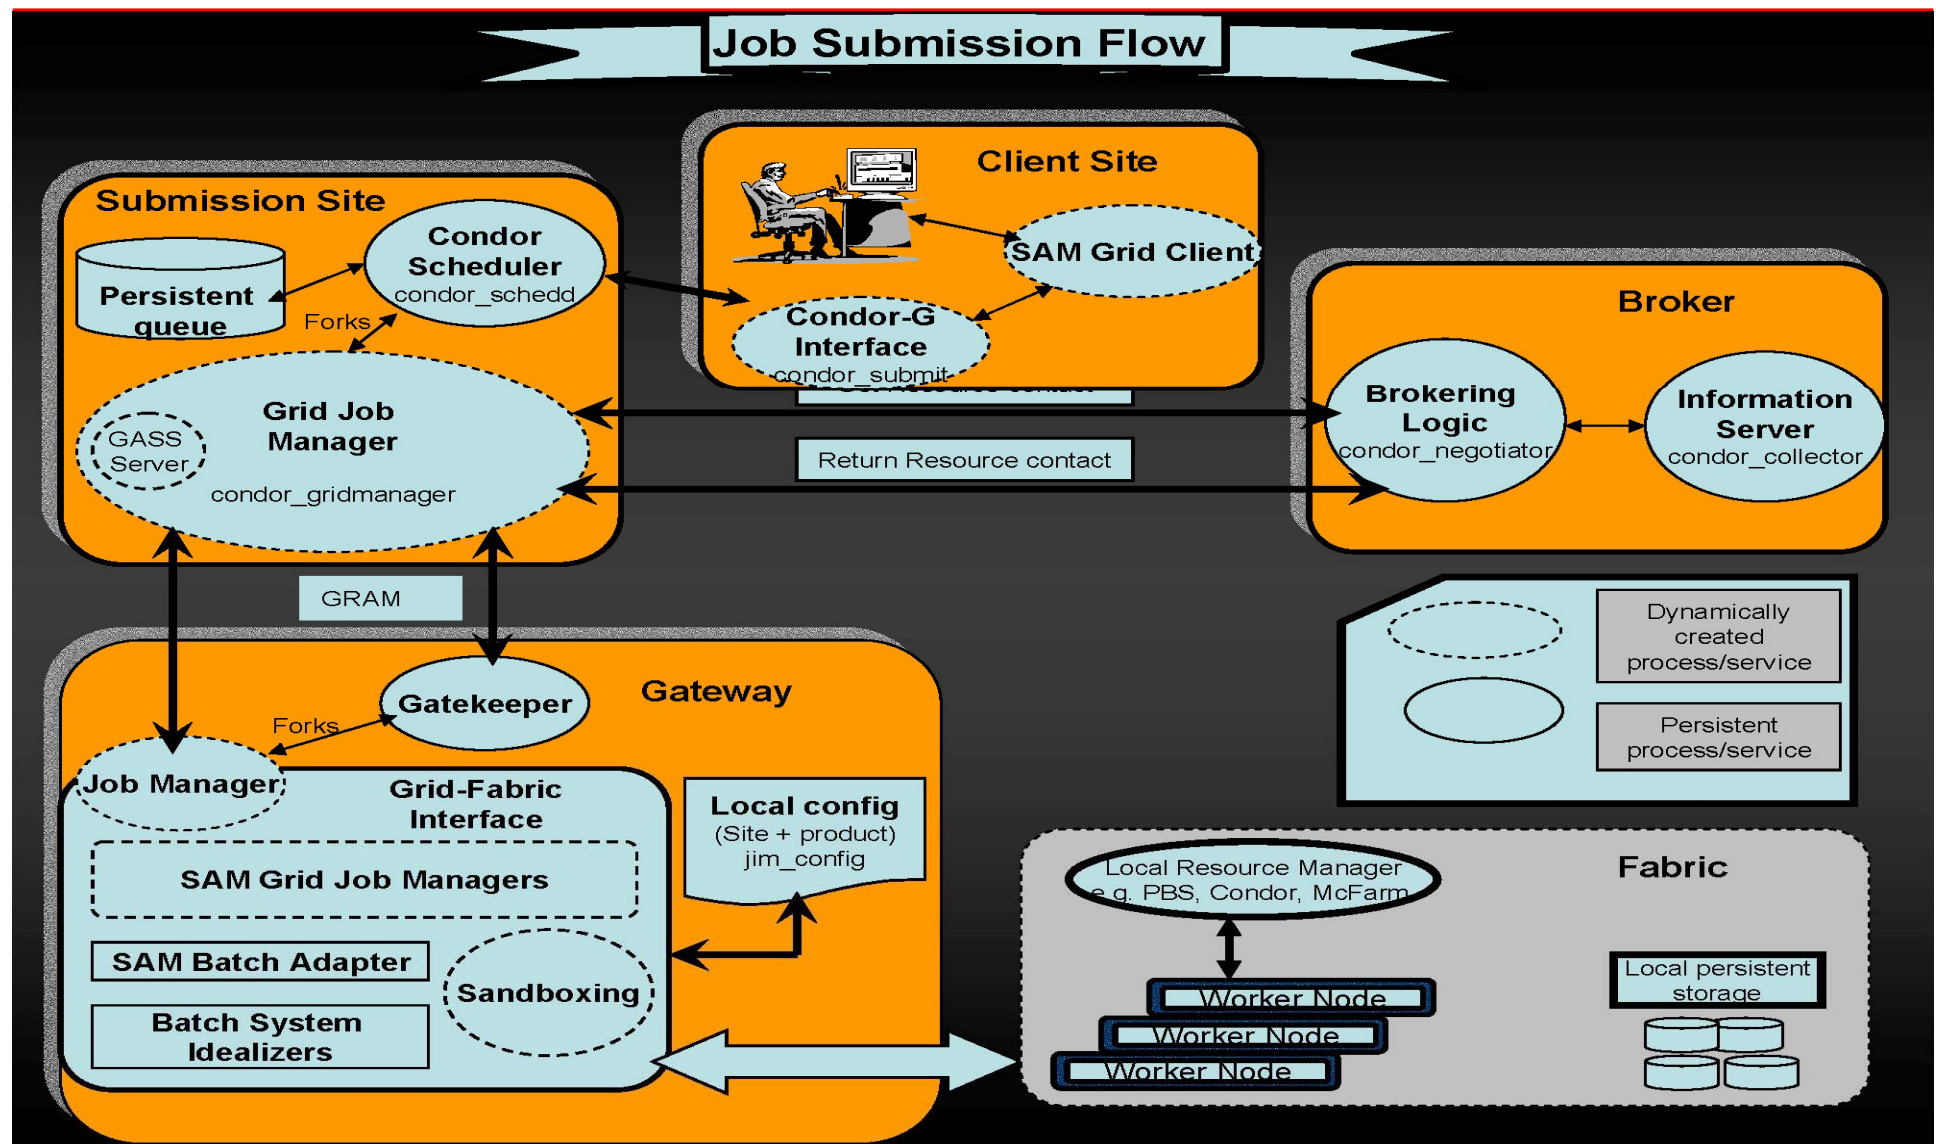 Job Submission Flow
Client Site
SAM Grid Client
Condor-G
Interface
condor_submit
Submission Site
Condor
Scheduler
condor_schedd
Persistent
queue
Forks
Grid Job
Manager
GASS
Server
condor_gridmanager
Resource contact
Return Resource contact
Broker
Brokering
Logic
condor_negotiator
Information
Server
condor_collector
GRAM
Dynamically
created
process/service
Persistent
process/service
Gateway
Gatekeeper
Forks
Job Manager
Grid-Fabric
Interface
SAM Grid Job Managers
SAM Batch Adapter
Batch System
Idealizers
Sandboxing
Local config
(Site + product)
jim_config
Fabric
Local Resource Manager
e.g. PBS, Condor, McFarm
Worker Node
Worker Node
Worker Node
Local persistent
storage